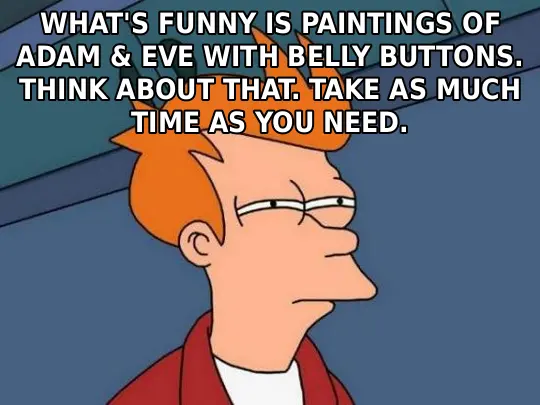 WHAT'S FUNNY IS PAINTINGS OF
ADAM & EVE WITH BELLY BUTTONS.
THINK ABOUT THAT. TAKE AS MUCH
TIME AS YOU NEED.